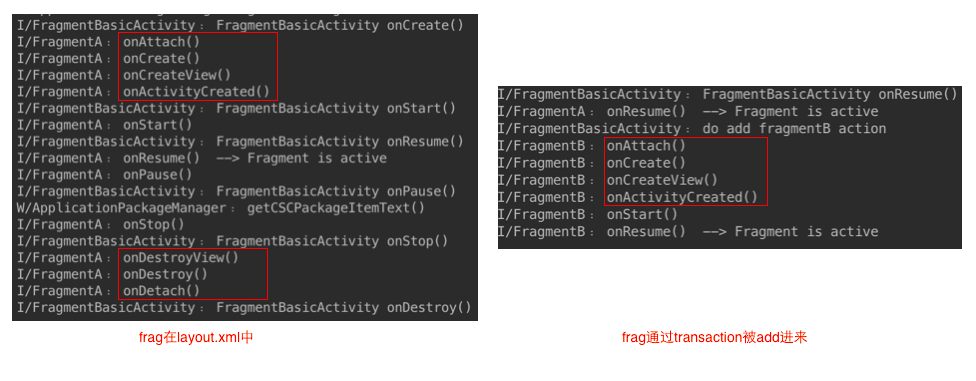 I/FragmentBasicActivity: FragmentBasicActivity onCreate()
I/FragmentA: onAttach()
I/FragmentA: onCreate()
I/FragmentA: onCreateView()
I/FragmentA: onActivityCreated()
I/FragmentBasicActivity: FragmentBasicActivity onStart()
I/FragmentA: onStart()
I/FragmentBasicActivity: FragmentBasicActivity onResume()
I/FragmentA: onResume() --> Fragment is active
I/FragmentA: onPause()
I/FragmentBasicActivity: FragmentBasicActivity onPause()
W/ApplicationPackageManager: getCSCPackageItemText()
I/FragmentA: onStop()
I/FragmentBasicActivity: FragmentBasicActivity onStop()
I/FragmentA: onDestroyView()
I/FragmentA: onDestroy()
I/FragmentA: onDetach()
I/FragmentBasicActivity: FragmentBasicActivity onDestroy()
frag在layout.xml中
I/FragmentBasicActivity: FragmentBasicActivity onResume()
I/FragmentA: onResume() --> Fragment is active
I/FragmentBasicActivity: do add fragmentB action
I/FragmentB: onAttach()
I/FragmentB: onCreate()
I/FragmentB: onCreateView()
I/FragmentB: onActivityCreated()
I/FragmentB: onStart()
I/FragmentB: onResume() --> Fragment is active
frag通过transaction被add进来